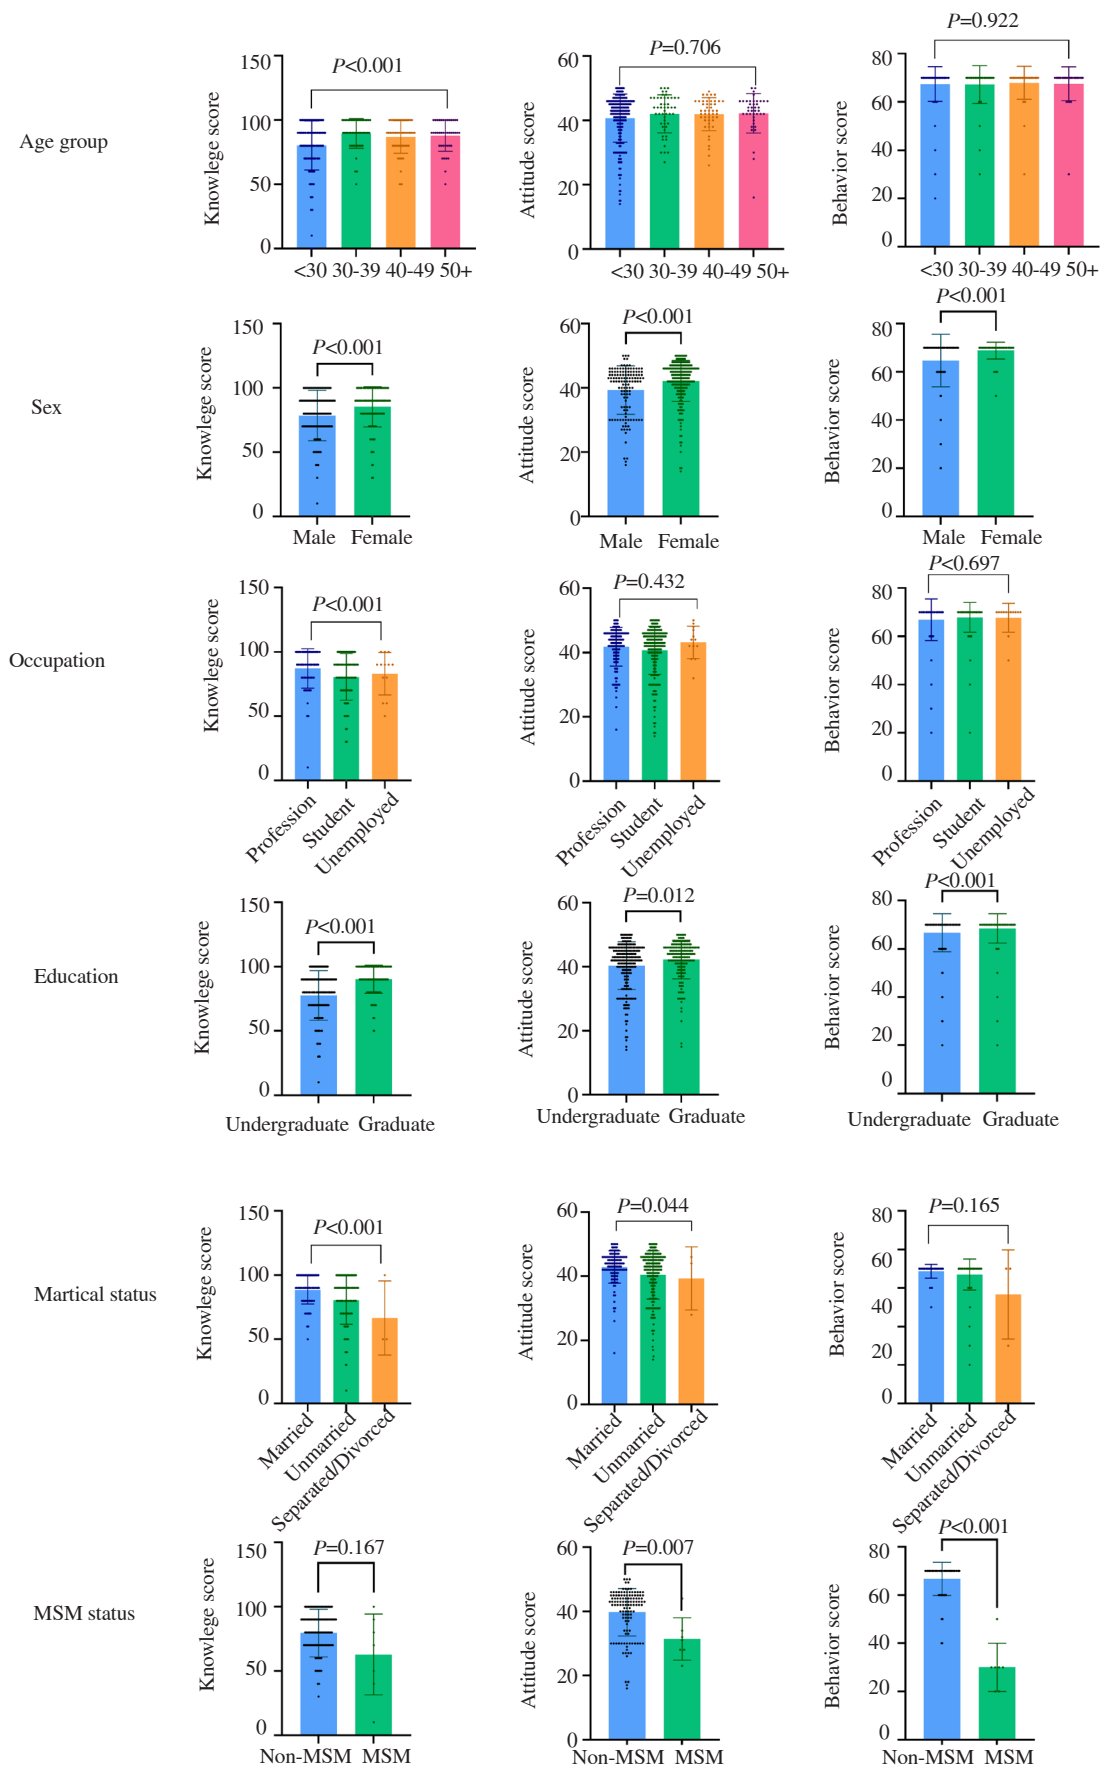 Age group
Knowlege score
150
100
50
0
P<0.001
<30 30-39 40-49 50+
Attitude score
60
40
20
0
P=0.706
<30 30-39 40-49 50+
Behavior score
80
60
40
20
0
P=0.922
<30 30-39 40-49 50+
Sex
Knowlege score
150
100
50
0
P<0.001
Male Female
Attitude score
60
40
20
0
P<0.001
Male Female
Behavior score
80
60
40
20
0
P<0.001
Male Female
Occupation
Knowlege score
150
100
50
0
P<0.001
Profession
Student
Unemployed
Attitude score
60
40
20
0
P=0.432
Profession
Student
Unemployed
Behavior score
80
60
40
20
0
P<0.697
Profession
Student
Unemployed
Education
Knowlege score
150
100
50
0
P<0.001
Undergraduate Graduate
Attitude score
60
40
20
0
P=0.012
Undergraduate Graduate
Behavior score
80
60
40
20
0
P<0.001
Undergraduate Graduate
Martical status
Knowlege score
150
100
50
0
P<0.001
Married
Unmarried
Separated/Divorced
Attitude score
60
40
20
0
P=0.044
Married
Unmarried
Separated/Divorced
Behavior score
80
60
40
20
0
P=0.165
Married
Unmarried
Separated/Divorced
MSM status
Knowlege score
150
100
50
0
P=0.167
Non-MSM MSM
Attitude score
60
40
20
0
P=0.007
Non-MSM MSM
Behavior score
80
60
40
20
0
P<0.001
Non-MSM MSM